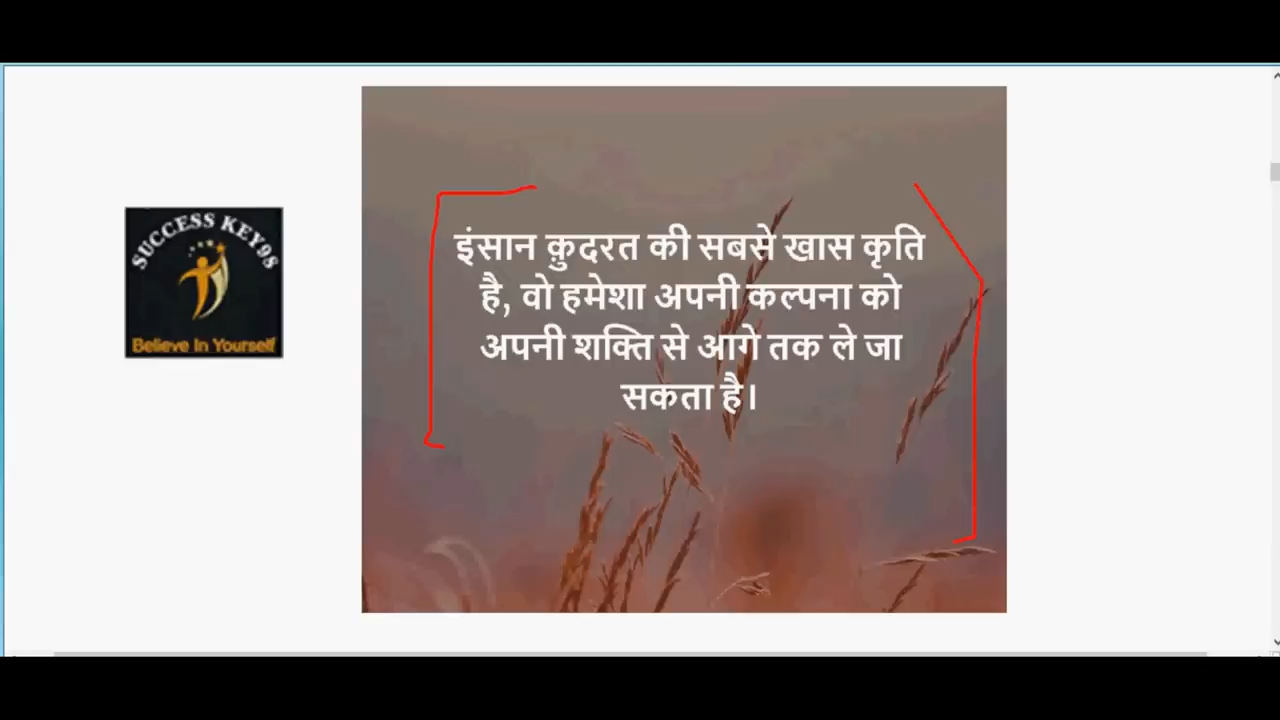 SUCCESS KEY98
Believe In Yourself
इंसान क़ुदरत की सबसे खास कृति
है, वो हमेशा अपनी कल्पना को
अपनी शक्ति से आगे तक ले जा
सकता है।